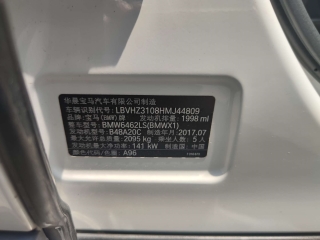 华晨宝马汽车有限公司制造
车辆识别代号: LBVHZ3108HMJ44809
品牌: 宝马(BMW)牌 发动机排量: 1998 ml
整车型号: BMW6462LS(BMWX1)
发动机型号: B48A20C 制造年月: 2017.07
最大允许总质量: 2095 kg 乘坐人数: 5 人
发动机最大净功率: 141 kW 制造国: 中国
颜色代码/色号: A96